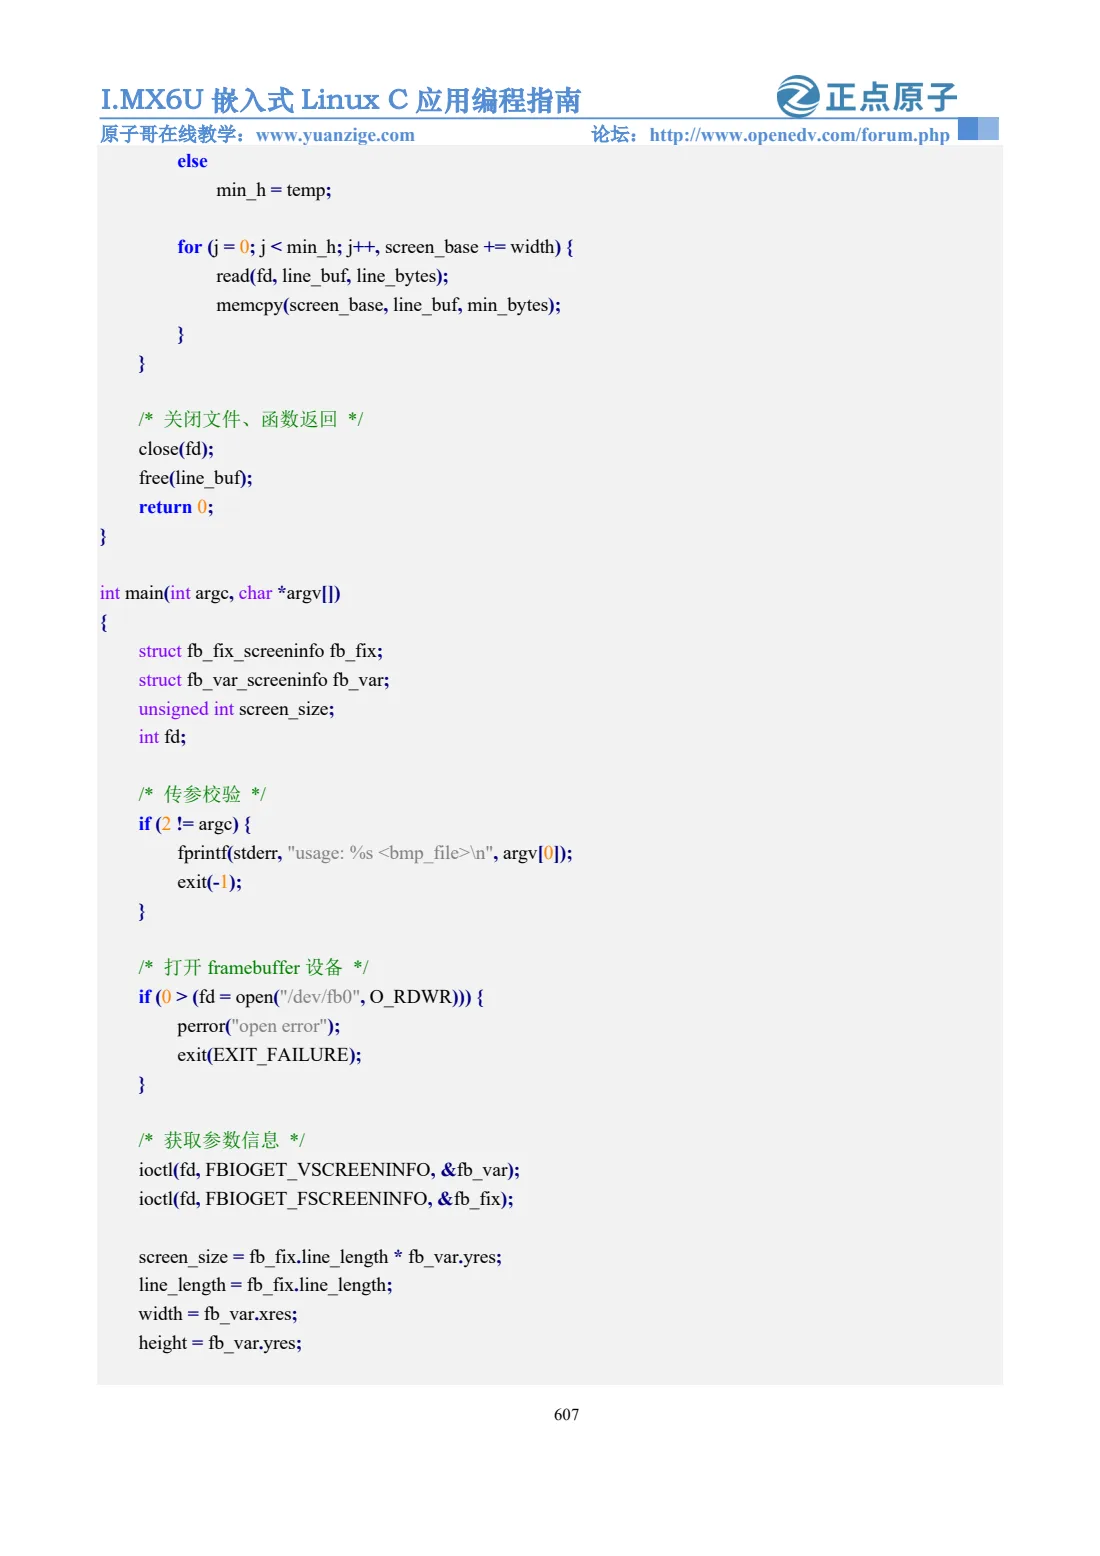 I.MX6U 嵌入式 Linux C 应用编程指南
正点原子
原子哥在线教学：www.yuanzige.com
论坛：http://www.openedv.com/forum.php
else
min_h = temp;
for (j = 0; j < min_h; j++, screen_base += width) {
read(fd, line_buf, line_bytes);
memcpy(screen_base, line_buf, min_bytes);
}
}
/* 关闭文件、函数返回 */
close(fd);
free(line_buf);
return 0;
}
int main(int argc, char *argv[])
{
struct fb_fix_screeninfo fb_fix;
struct fb_var_screeninfo fb_var;
unsigned int screen_size;
int fd;
/* 传参校验 */
if (2 != argc) {
fprintf(stderr, "usage: %s <bmp_file>\n", argv[0]);
exit(-1);
}
/* 打开 framebuffer 设备 */
if (0 > (fd = open("/dev/fb0", O_RDWR))) {
perror("open error");
exit(EXIT_FAILURE);
}
/* 获取参数信息 */
ioctl(fd, FBIOGET_VSCREENINFO, &fb_var);
ioctl(fd, FBIOGET_FSCREENINFO, &fb_fix);
screen_size = fb_fix.line_length * fb_var.yres;
line_length = fb_fix.line_length;
width = fb_var.xres;
height = fb_var.yres;
607